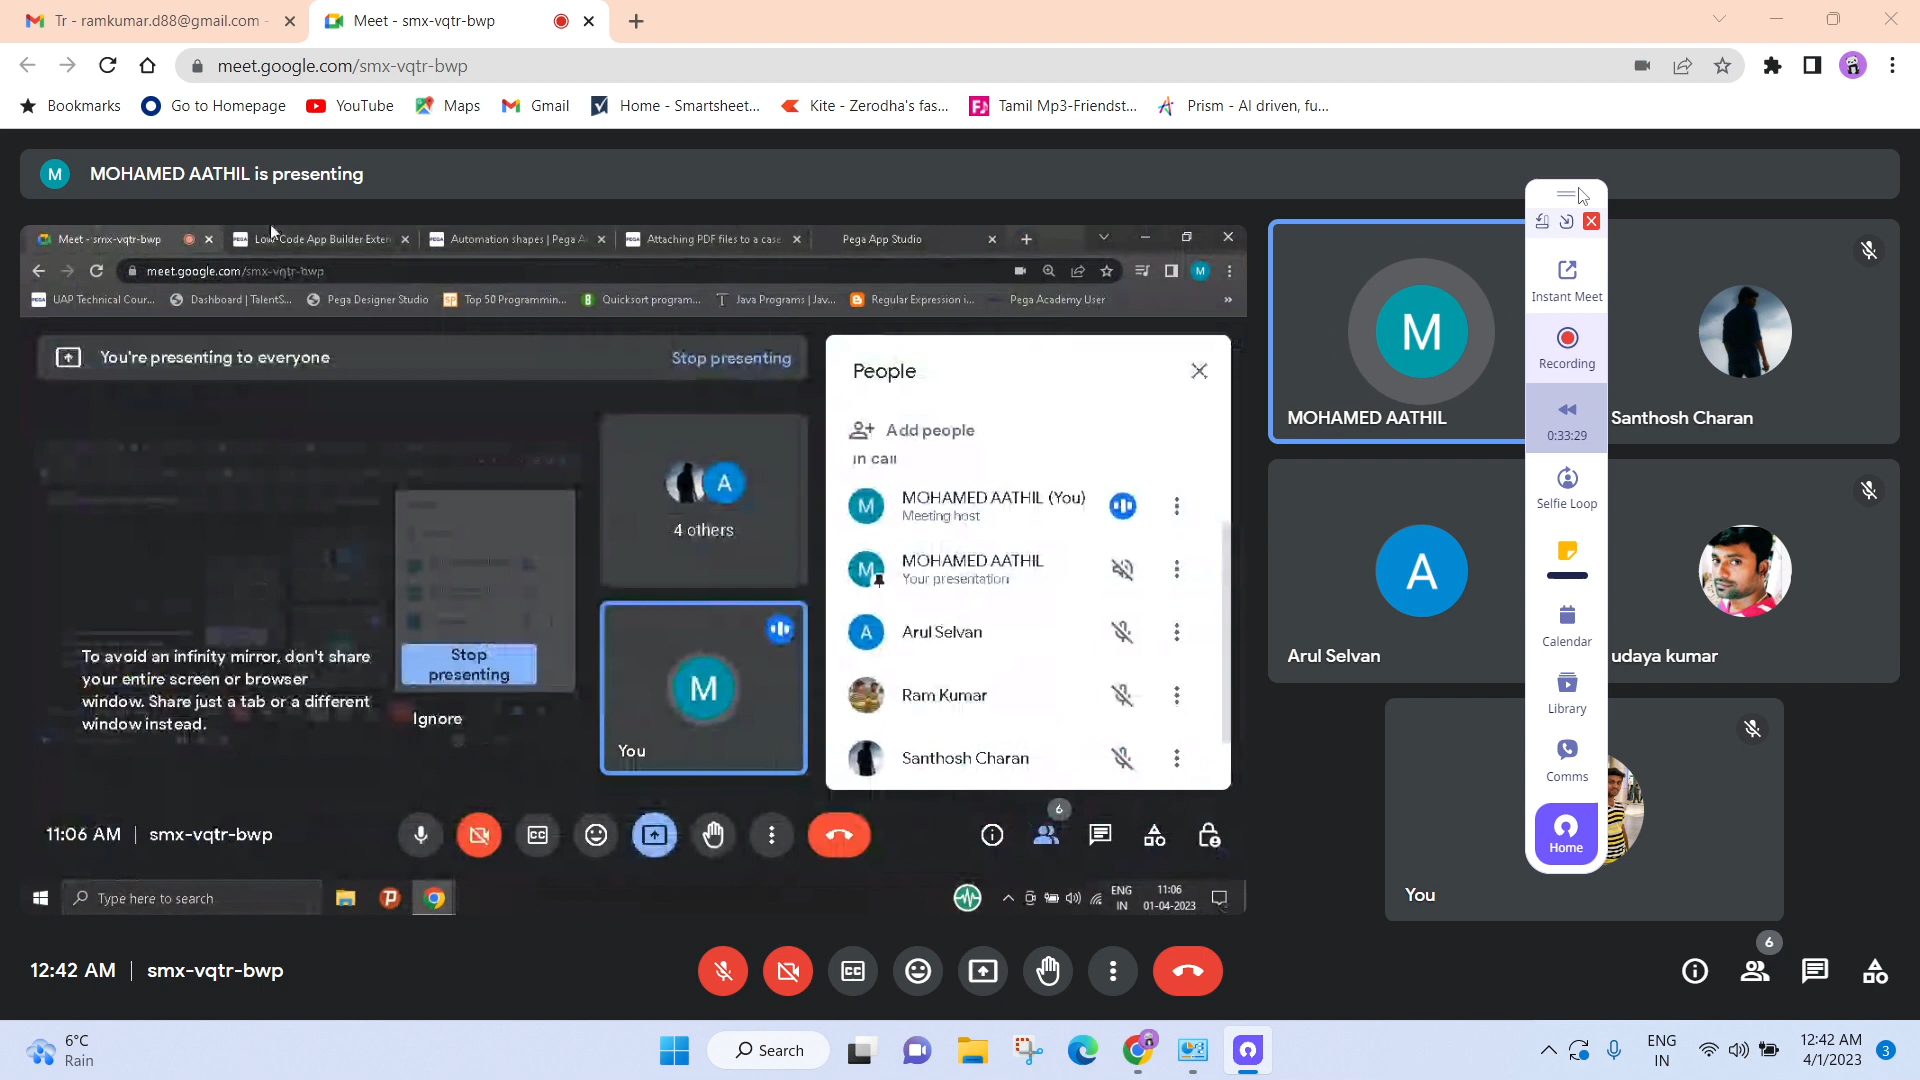 Tr - ramkumar.d88@gmail.com -
Meet - smx-vqtr-bwp
meet.google.com/smx-vqtr-bwp
Bookmarks
Go to Homepage
YouTube
Maps
Gmail
Home - Smartsheet...
Kite - Zerodha's fas...
Tamil Mp3-Friendst...
Prism - AI driven, fu...
M
MOHAMED AATHIL is presenting
Meet - smx-vqtr-bwp
Low-Code App Builder Exten
Automation shapes | Pega A
Attaching PDF files to a case
Pega App Studio
meet.google.com/smx-vqtr-bwp
M
UAP Technical Cour...
Dashboard | TalentS...
Pega Designer Studio
Top 50 Programmin...
Quicksort program...
Java Programs | Jav...
Regular Expression i...
Pega Academy User
»
You're presenting to everyone
Stop presenting
People
Add people
In call
M
MOHAMED AATHIL (You)
Meeting host
M
MOHAMED AATHIL
Your presentation
A
Arul Selvan
Ram Kumar
Santhosh Charan
A
4 others
M
You
To avoid an infinity mirror, don't share
your entire screen or browser
window. Share just a tab or a different
window instead.
Stop
presenting
Ignore
11:06 AM | smx-vqtr-bwp
CC
6
Type here to search
ENG
IN
11:06
01-04-2023
M
MOHAMED AATHIL
Santhosh Charan
A
Arul Selvan
udaya kumar
You
Instant Meet
Recording
0:33:29
Selfie Loop
Calendar
Library
Comms
Home
12:42 AM | smx-vqtr-bwp
CC
6
6°C
Rain
Search
ENG
IN
12:42 AM
4/1/2023
3